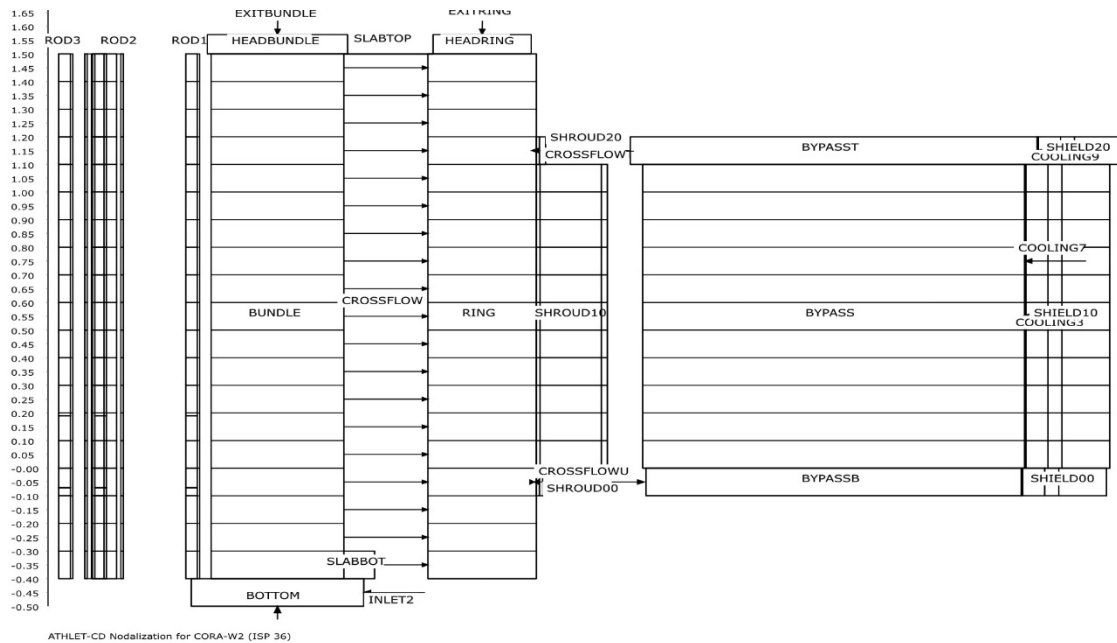 EXITBUNDLE EXITRING
1.65
1.60
1.55 ROD3 ROD2 ROD1 HEADBUNDLE SLABTOP HEADRING
1.50
1.45
1.40
1.35
1.30
1.25
1.20 SHROUD20
1.15 CROSSFLOWT BYPASST SHIELD20
1.10 COOLING9
1.05
1.00
0.95
0.90
0.85
0.80 COOLING7
0.75
0.70
0.65
0.60 CROSSFLOW
0.55 BUNDLE RING SHROUD10 BYPASS SHIELD10
0.50 COOLING3
0.45
0.40
0.35
0.30
0.25
0.20
0.15
0.10
0.05
-0.00 CROSSFLOWU
-0.05 BYPASSB SHIELD00
-0.10 SHROUD00
-0.15
-0.20
-0.25
-0.30
-0.35 SLABBOT
-0.40
-0.45 BOTTOM INLET2
-0.50
ATHLET-CD Nodalization for CORA-W2 (ISP 36)